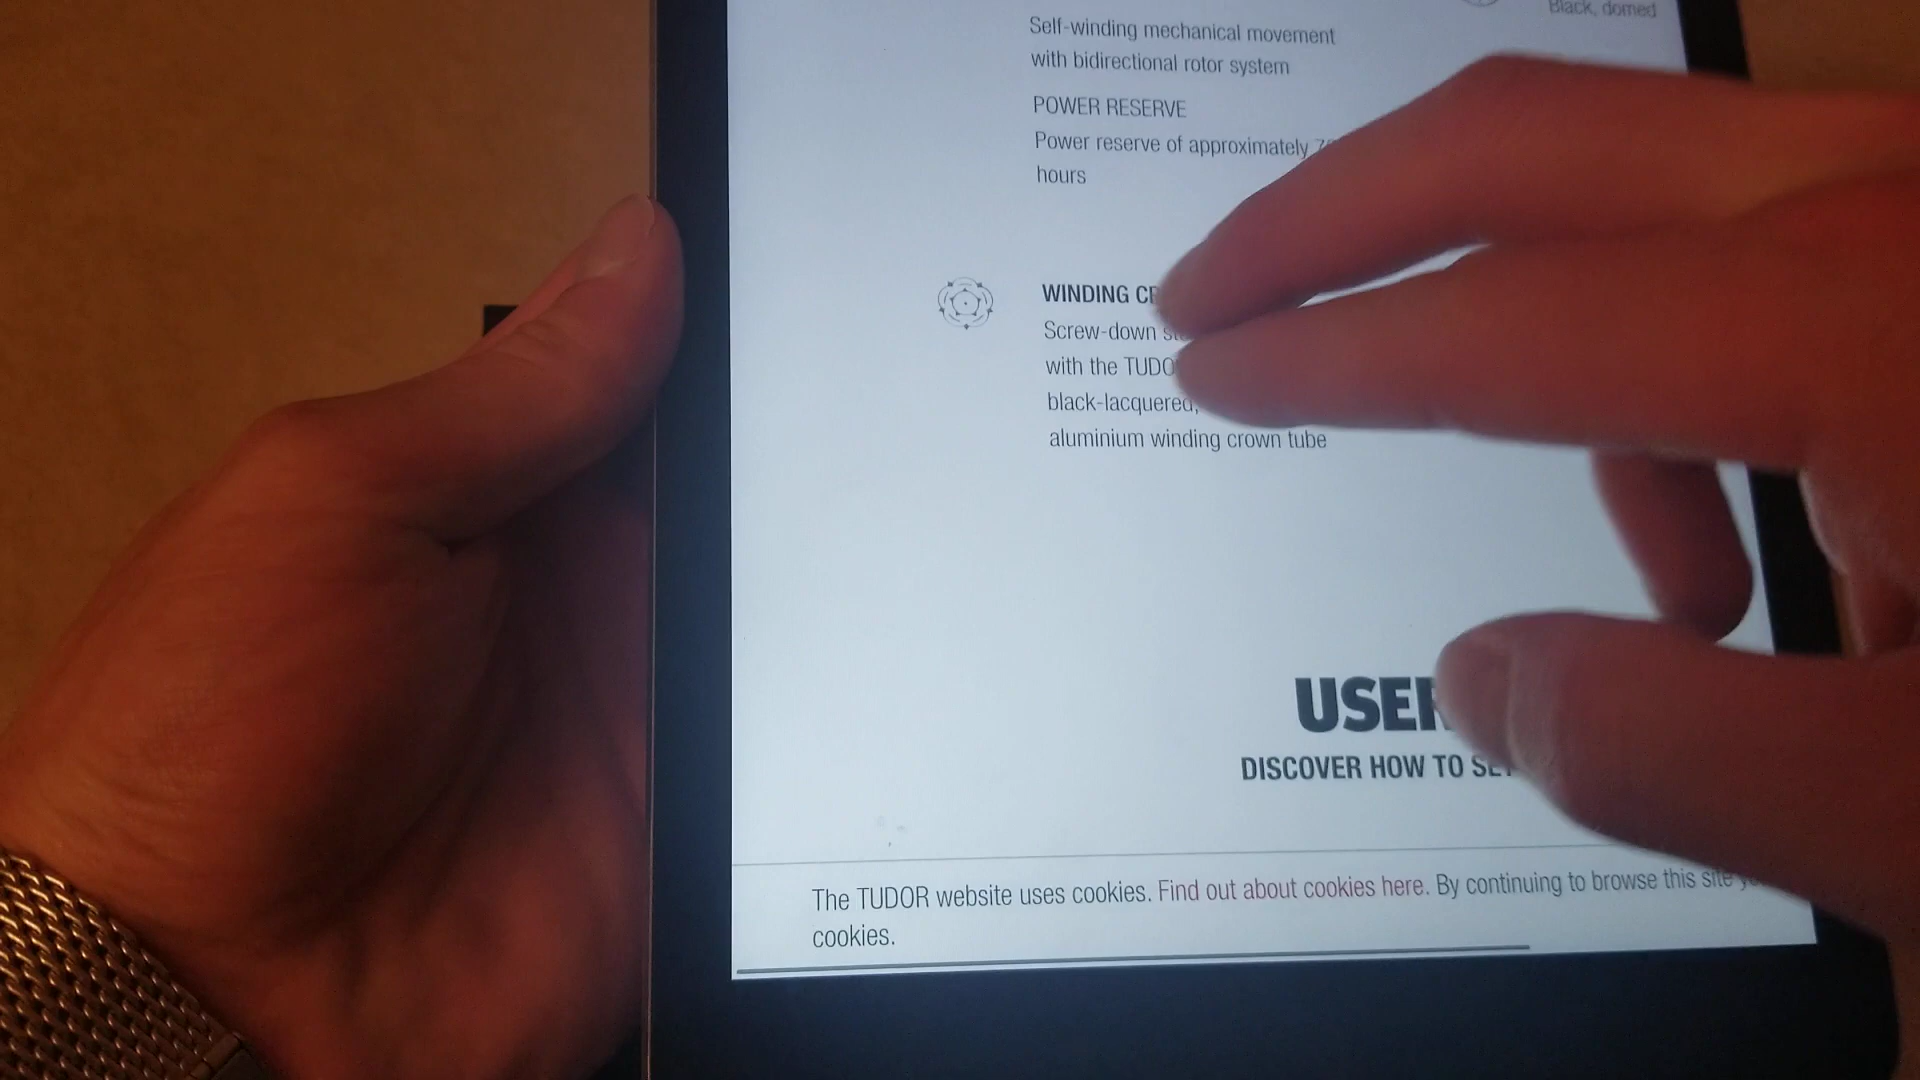 Black, domed
Self-winding mechanical movement
with bidirectional rotor system
POWER RESERVE
Power reserve of approximately
hours
WINDING
Screw-down
with the
black-lacquered,
aluminium winding crown tube
USER
DISCOVER HOW TO SET
The TUDOR website uses cookies. Find out about cookies here. By continuing to browse this site
cookies.